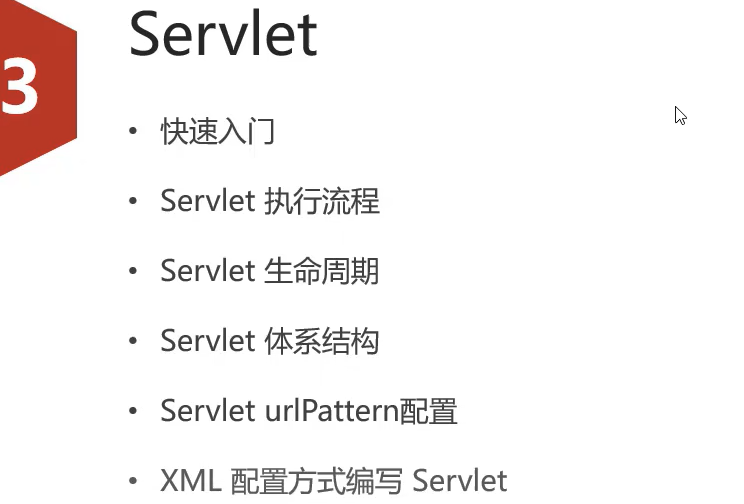 3
Servlet
• 快速入门
• Servlet 执行流程
• Servlet 生命周期
• Servlet 体系结构
• Servlet urlPattern配置
• XML 配置方式编写 Servlet